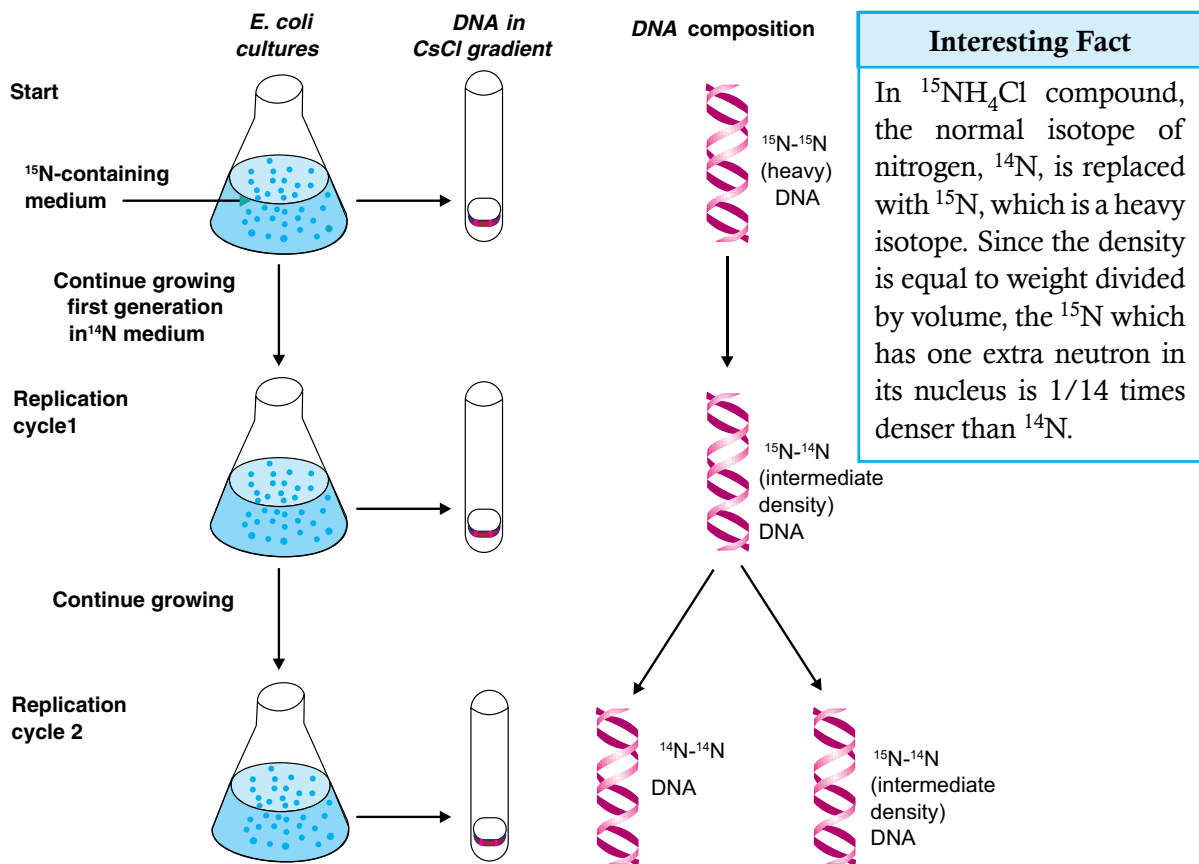 E. coli
cultures
DNA in
CsCl gradient
DNA composition
Start
¹⁵N-containing
medium
¹⁵N-¹⁵N
(heavy)
DNA
Continue growing
first generation
in¹⁴N medium
Replication
cycle1
¹⁵N-¹⁴N
(intermediate
density)
DNA
Continue growing
Replication
cycle 2
¹⁴N-¹⁴N
DNA
¹⁵N-¹⁴N
(intermediate
density)
DNA
Interesting Fact
In ¹⁵NH₄Cl compound,
the normal isotope of
nitrogen, ¹⁴N, is replaced
with ¹⁵N, which is a heavy
isotope. Since the density
is equal to weight divided
by volume, the ¹⁵N which
has one extra neutron in
its nucleus is 1/14 times
denser than ¹⁴N.